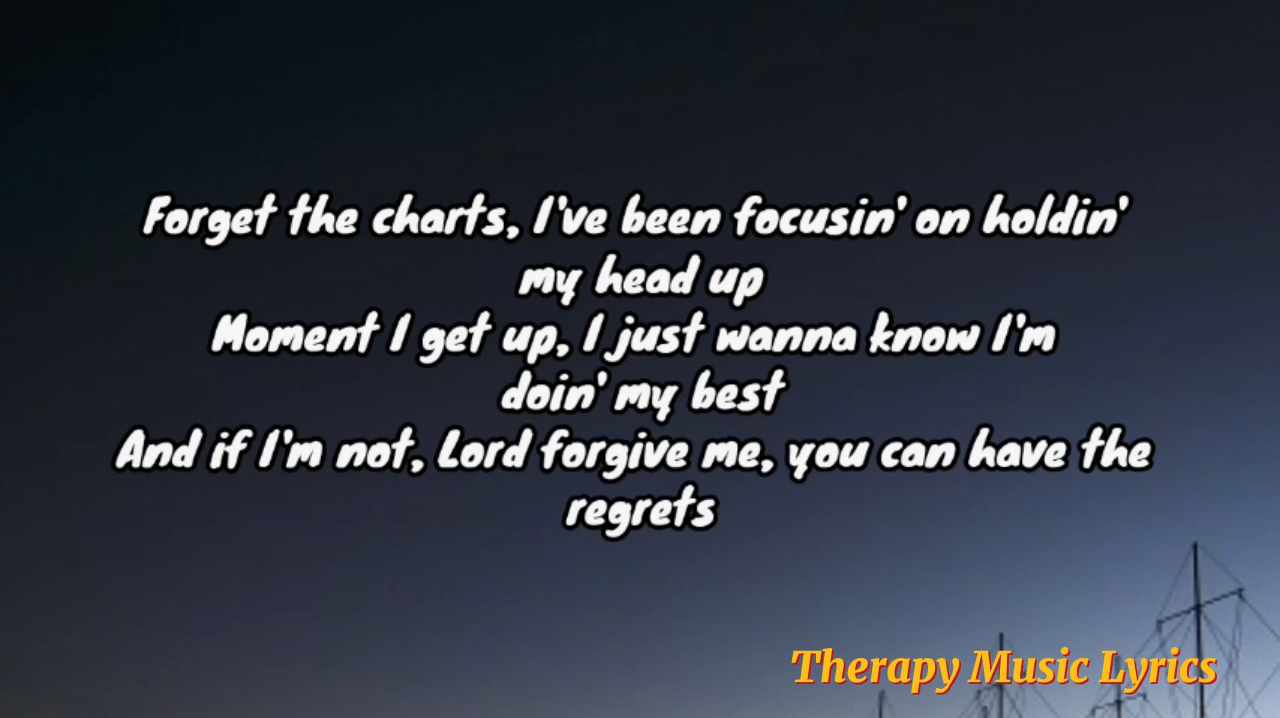 Forget the charts, I've been focusin' on holdin'
my head up
Moment I get up, I just wanna know I'm
doin' my best
And if I'm not, Lord forgive me, you can have the
regrets
Therapy Music Lyrics